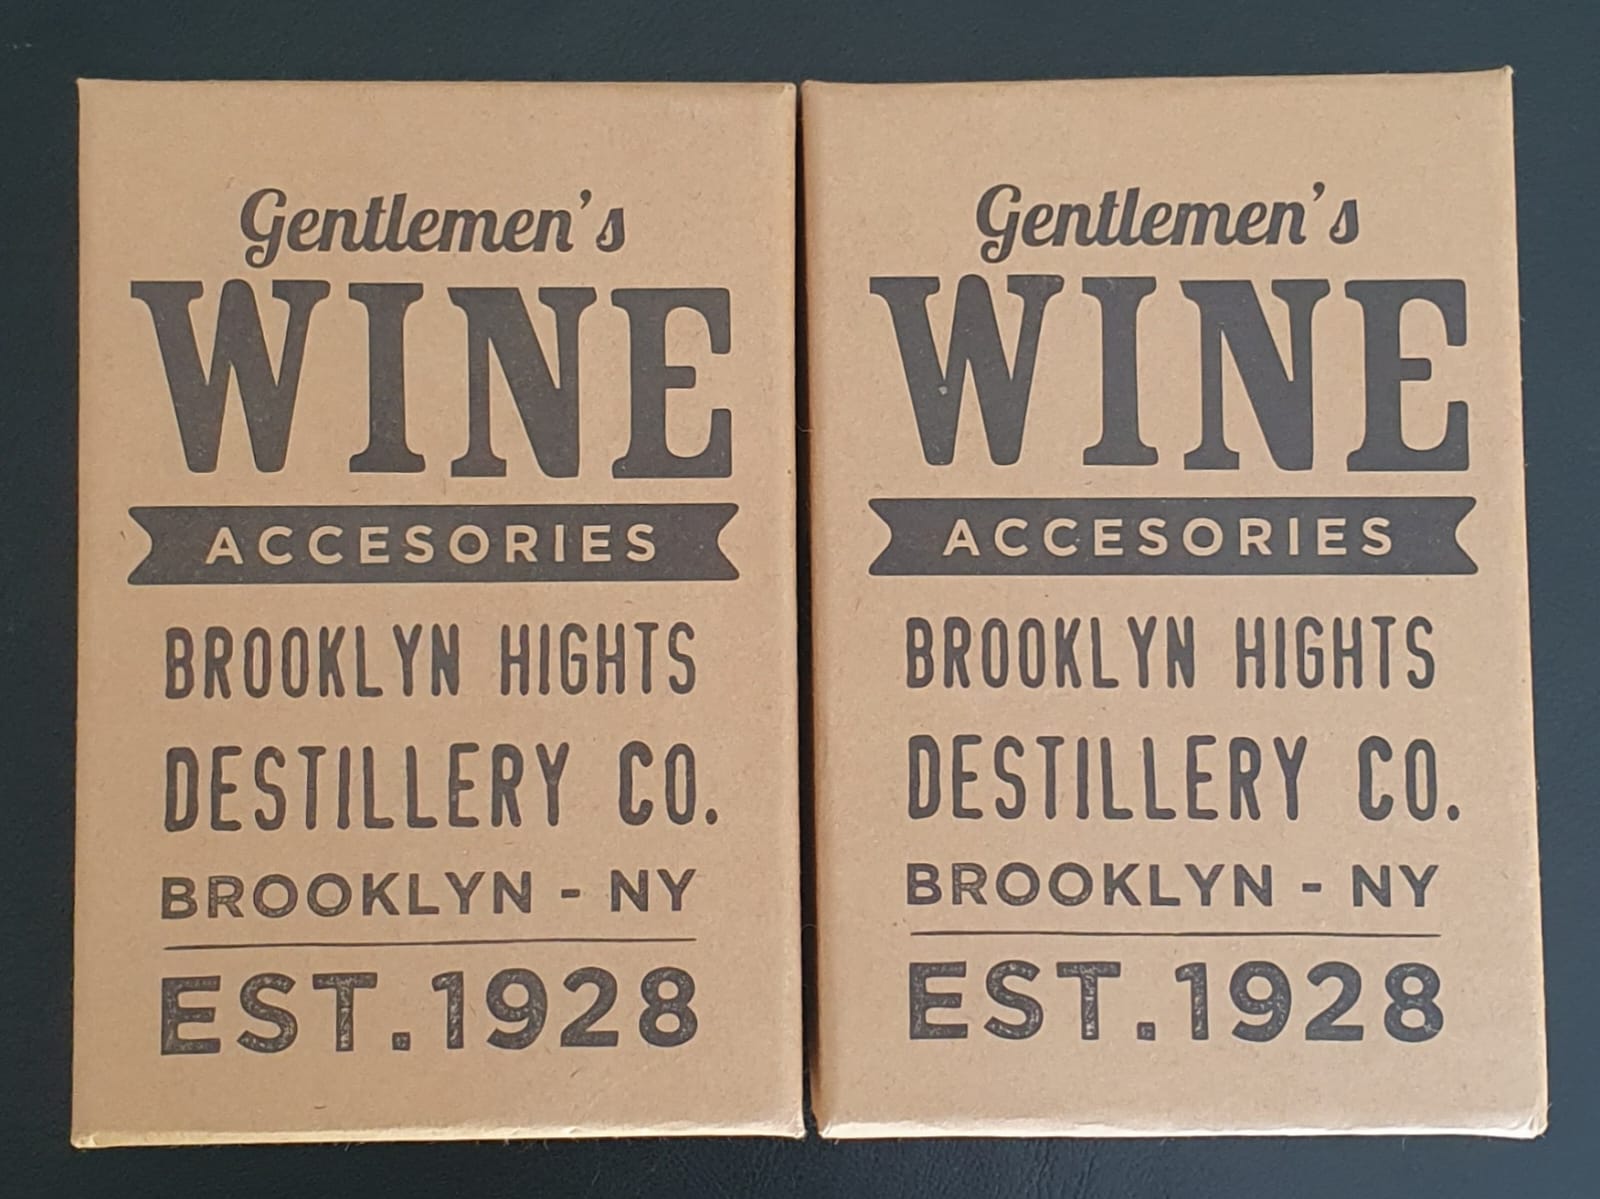 Gentlemen's
WINE
ACCESORIES
BROOKLYN HIGHTS
DESTILLERY CO.
BROOKLYN - NY
EST.1928
Gentlemen's
WINE
ACCESORIES
BROOKLYN HIGHTS
DESTILLERY CO.
BROOKLYN - NY
EST.1928